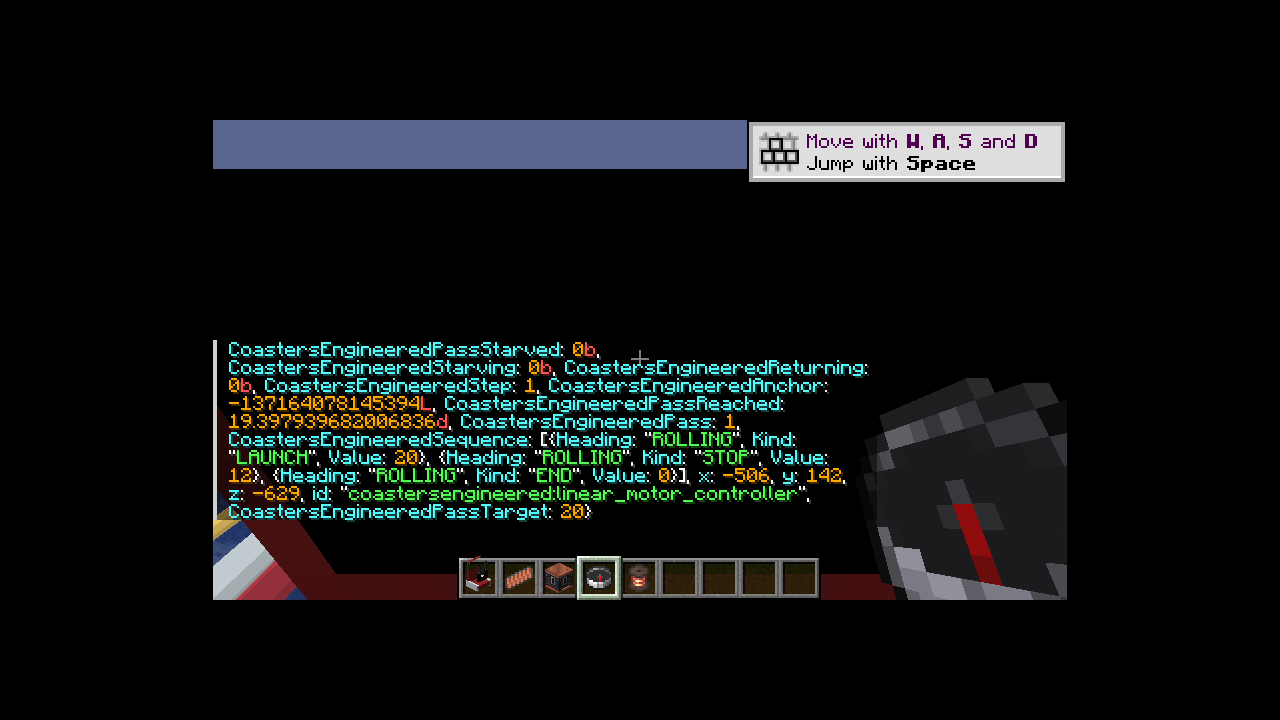 Move with W, A, S and D
Jump with Space
CoastersEngineeredPassStarved: 0b,
CoastersEngineeredStarving: 0b, CoastersEngineeredReturning:
0b, CoastersEngineeredStep: 1, CoastersEngineeredAnchor:
-137164078145394L, CoastersEngineeredPassReached:
19.397939682006836d, CoastersEngineeredPass: 1,
CoastersEngineeredSequence: [{Heading: "ROLLING", Kind:
"LAUNCH", Value: 20}, {Heading: "ROLLING", Kind: "STOP", Value:
12}, {Heading: "ROLLING", Kind: "END", Value: 0}], x: -506, y: 142,
z: -629, id: "coastersengineered:linear_motor_controller",
CoastersEngineeredPassTarget: 20}